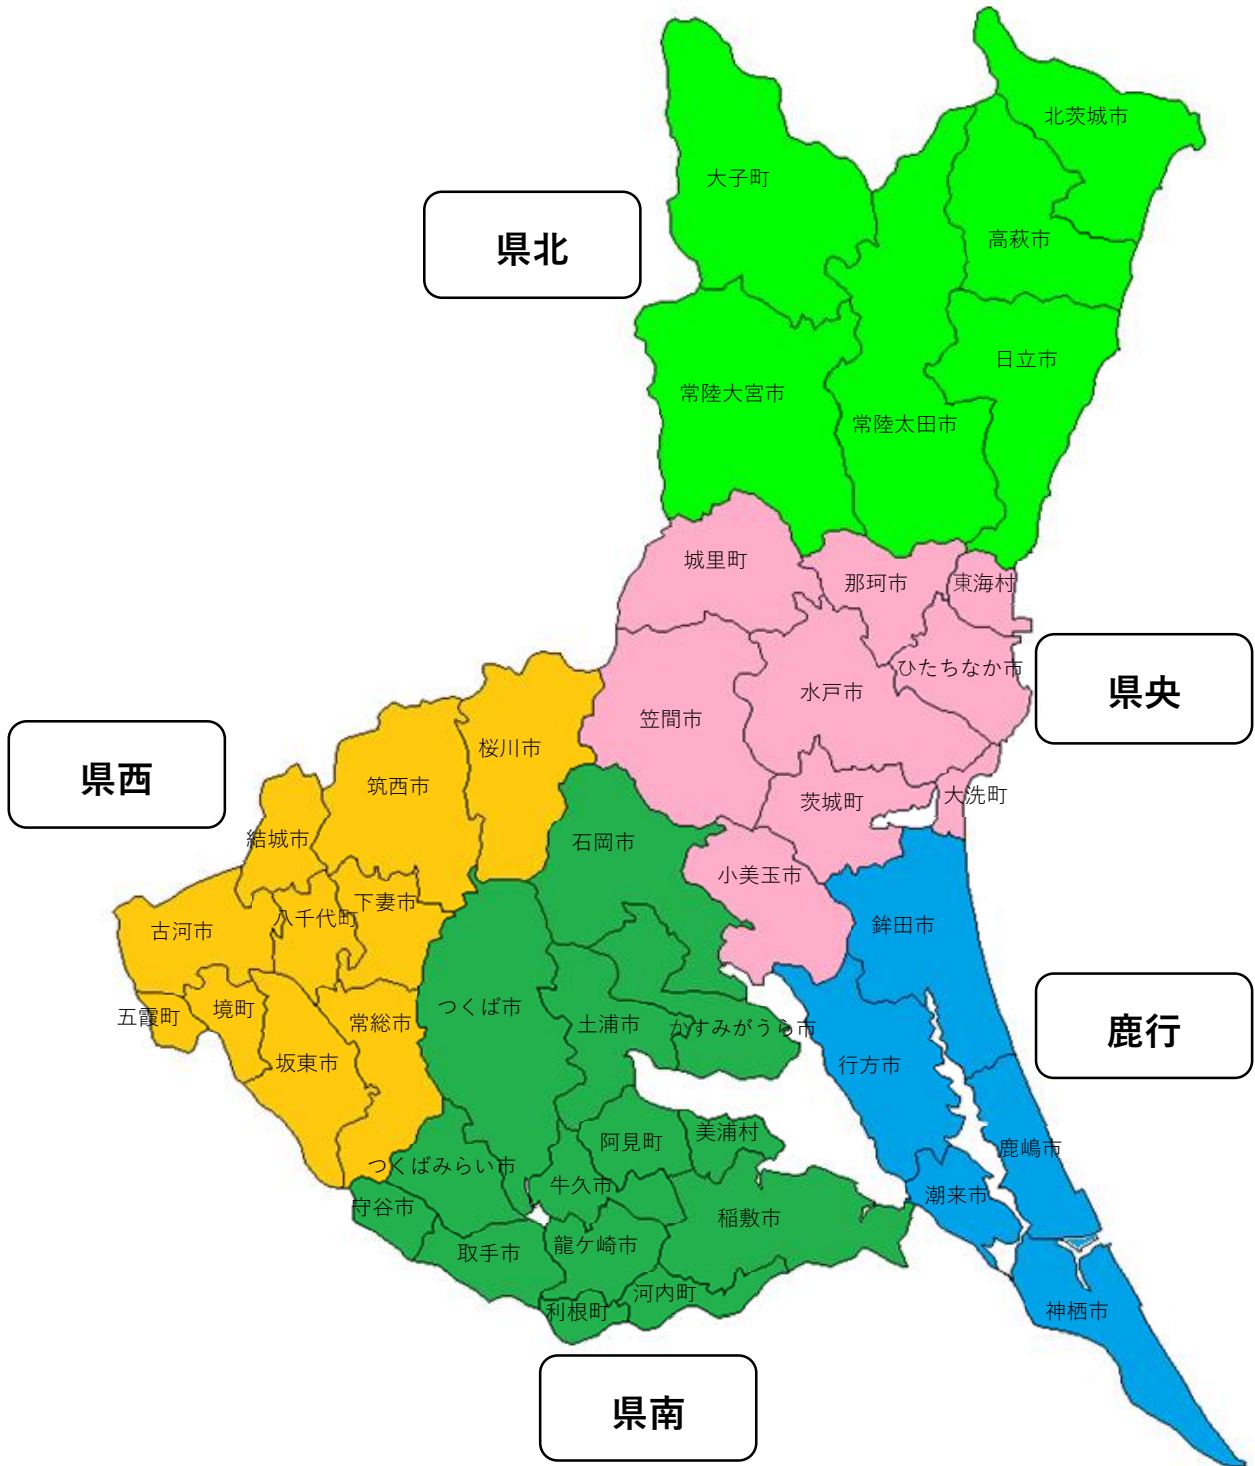 北茨城市
大子町
高萩市
県北
日立市
常陸大宮市
常陸太田市
城里町
那珂市
東海村
ひたちなか市
水戸市
県央
笠間市
桜川市
県西
筑西市
茨城町
大洗町
結城市
石岡市
小美玉市
下妻市
八千代町
古河市
鉾田市
つくば市
境町
五霞町
常総市
土浦市
かすみがうら市
鹿行
坂東市
行方市
美浦村
阿見町
鹿嶋市
つくばみらい市
牛久市
潮来市
守谷市
稲敷市
龍ケ崎市
取手市
河内町
利根町
神栖市
県南